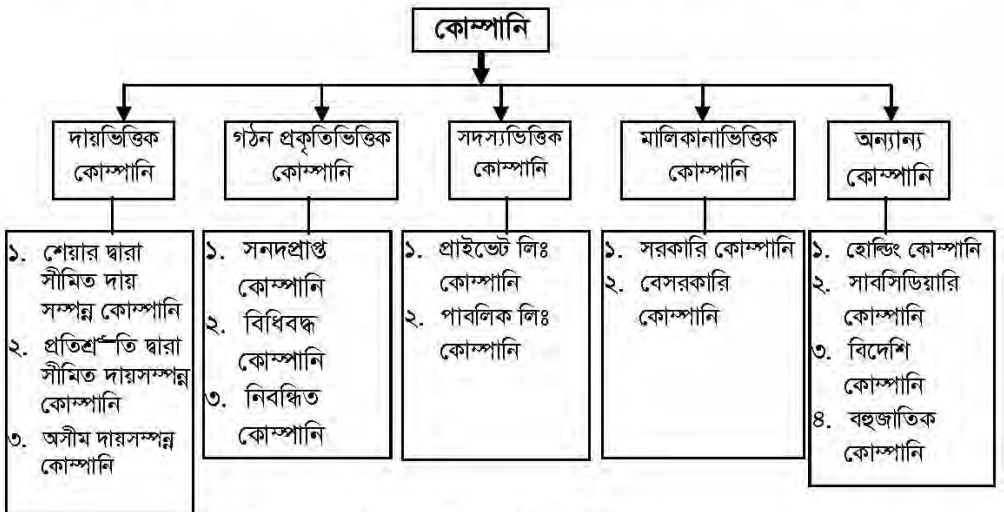 কোম্পানি
দায়ভিত্তিক
কোম্পানি
গঠন প্রকৃতিভিত্তিক
কোম্পানি
সদস্যভিত্তিক
কোম্পানি
মালিকানাভিত্তিক
কোম্পানি
অন্যান্য
কোম্পানি
১. শেয়ার দ্বারা
সীমিত দায়
সম্পন্ন কোম্পানি
২. প্রতিশ্রুতি দ্বারা
সীমিত দায়সম্পন্ন
কোম্পানি
৩. অসীম দায়সম্পন্ন
কোম্পানি
১. সনদপ্রাপ্ত
কোম্পানি
২. বিধিবদ্ধ
কোম্পানি
৩. নিবন্ধিত
কোম্পানি
১. প্রাইভেট লিঃ
কোম্পানি
২. পাবলিক লিঃ
কোম্পানি
১. সরকারি কোম্পানি
২. বেসরকারি
কোম্পানি
১. হোল্ডিং কোম্পানি
২. সাবসিডিয়ারি
কোম্পানি
৩. বিদেশি
কোম্পানি
৪. বহুজাতিক
কোম্পানি